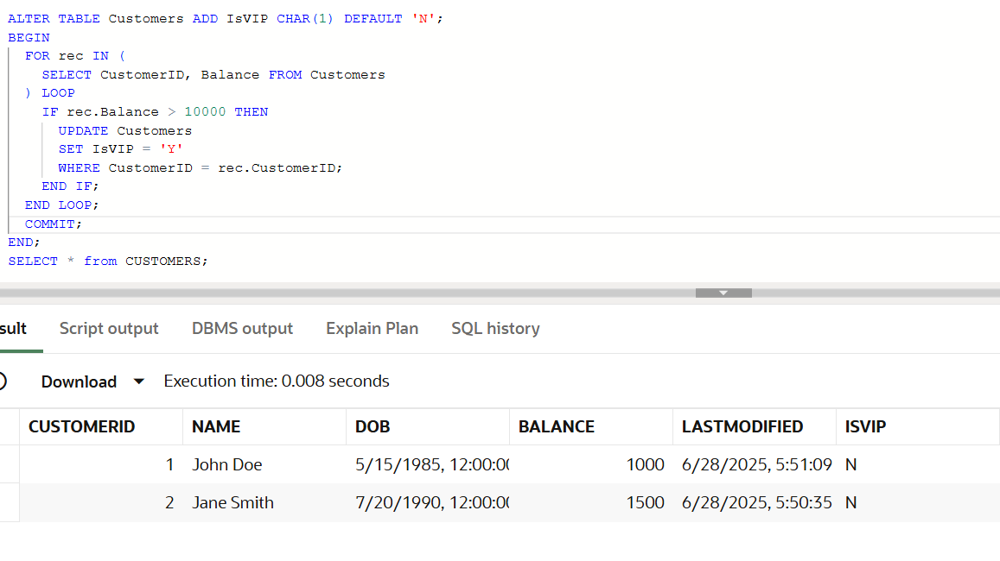 ALTER TABLE Customers ADD IsVIP CHAR(1) DEFAULT 'N';
BEGIN
  FOR rec IN (
    SELECT CustomerID, Balance FROM Customers
  ) LOOP
    IF rec.Balance > 10000 THEN
      UPDATE Customers
      SET IsVIP = 'Y'
      WHERE CustomerID = rec.CustomerID;
    END IF;
  END LOOP;
  COMMIT;
END;
SELECT * from CUSTOMERS;
sult Script output DBMS output Explain Plan SQL history
Download Execution time: 0.008 seconds
CUSTOMERID NAME DOB BALANCE LASTMODIFIED ISVIP
1 John Doe 5/15/1985, 12:00:00 1000 6/28/2025, 5:51:09 N
2 Jane Smith 7/20/1990, 12:00:00 1500 6/28/2025, 5:50:35 N